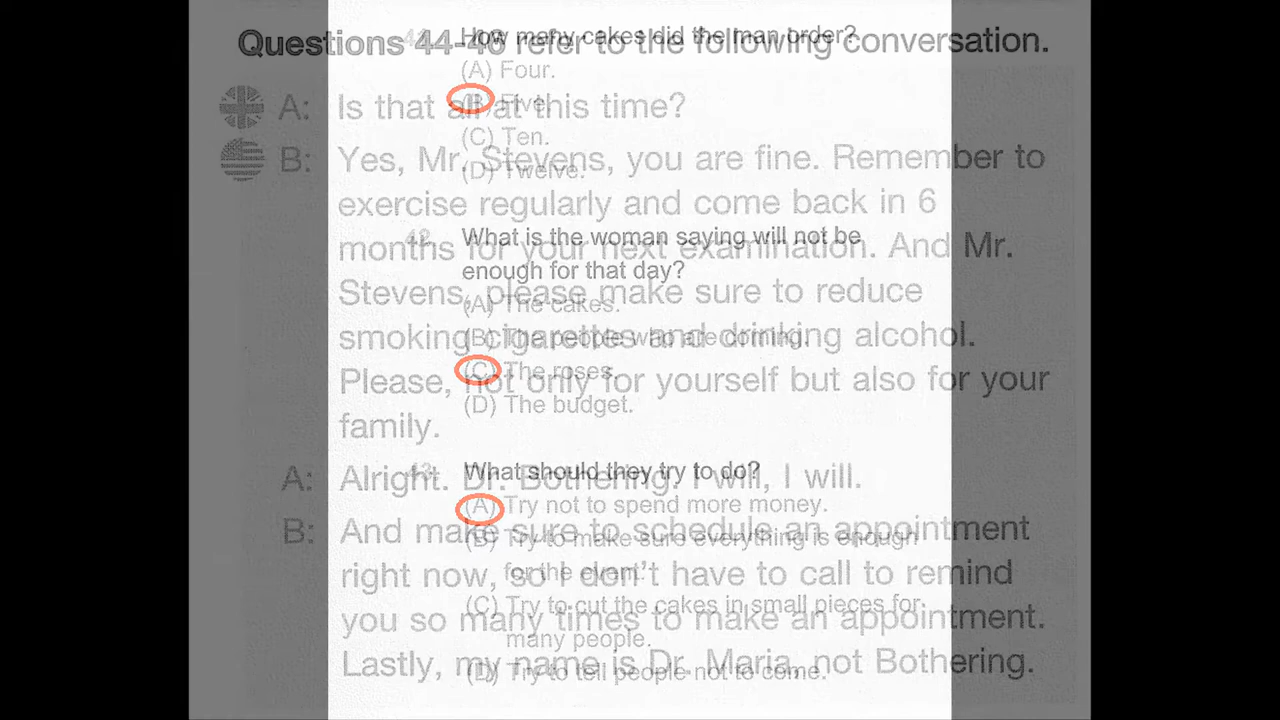 Questions 44-46 refer to the following conversation.
A: Is that all at this time?
B: Yes, Mr. Stevens, you are fine. Remember to
exercise regularly and come back in 6
months for your next examination. And Mr.
Stevens, please make sure to reduce
smoking cigarettes and drinking alcohol.
Please, not only for yourself but also for your
family.
A: Alright. Dr. Bothering. I will, I will.
B: And make sure to schedule an appointment
right now, so I don't have to call to remind
you so many times to make an appointment.
Lastly, my name is Dr. Maria, not Bothering.
How many cakes did the man order?
(A) Four.
(B) Five.
(C) Ten.
(D) Twelve.
42. What is the woman saying will not be
enough for that day?
(A) The cakes.
(B) The people who are coming.
(C) The roses.
(D) The budget.
43. What should they try to do?
(A) Try not to spend more money.
(B) Try to make sure everything is enough
for the event.
(C) Try to cut the cakes in small pieces for
many people.
(D) Try to tell people not to come.